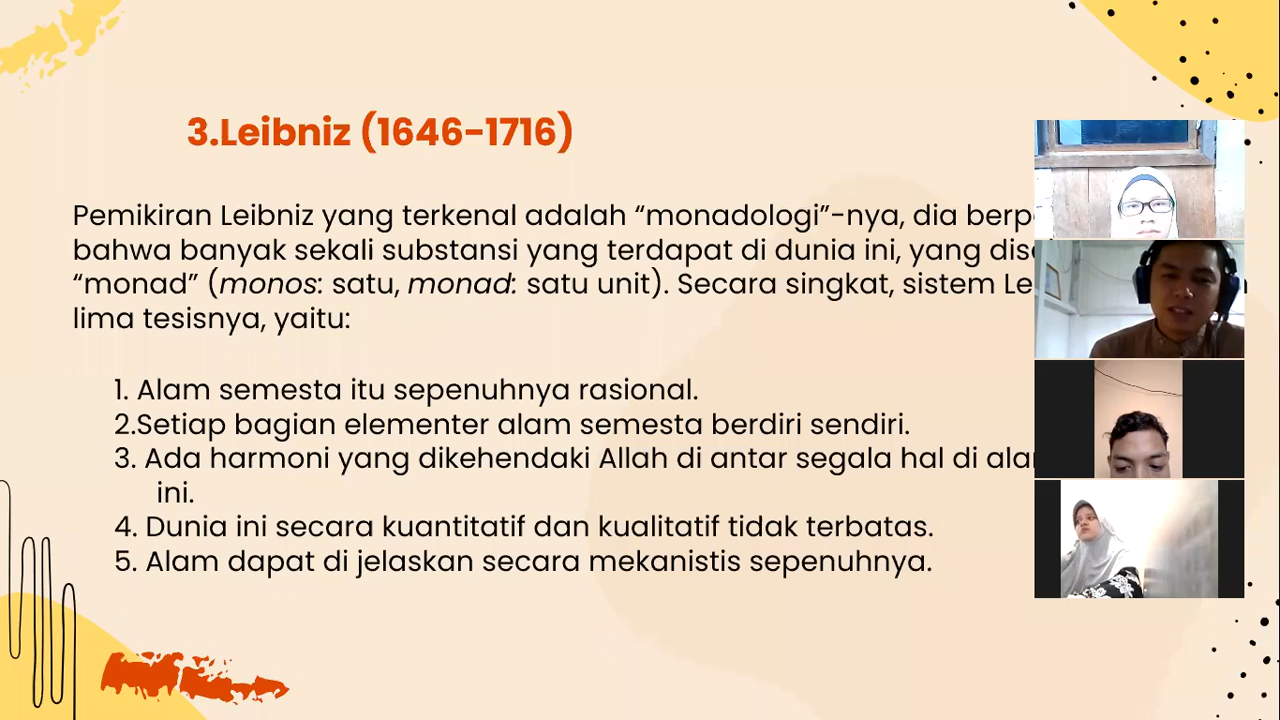 3.Leibniz (1646-1716)
Pemikiran Leibniz yang terkenal adalah “monadologi”-nya, dia
bahwa banyak sekali substansi yang terdapat di dunia ini, yang
“monad” (monos: satu, monad: satu unit). Secara singkat, sistem
lima tesisnya, yaitu:
1. Alam semesta itu sepenuhnya rasional.
2.Setiap bagian elementer alam semesta berdiri sendiri.
3. Ada harmoni yang dikehendaki Allah di antar segala hal di
ini.
4. Dunia ini secara kuantitatif dan kualitatif tidak terbatas.
5. Alam dapat di jelaskan secara mekanistis sepenuhnya.